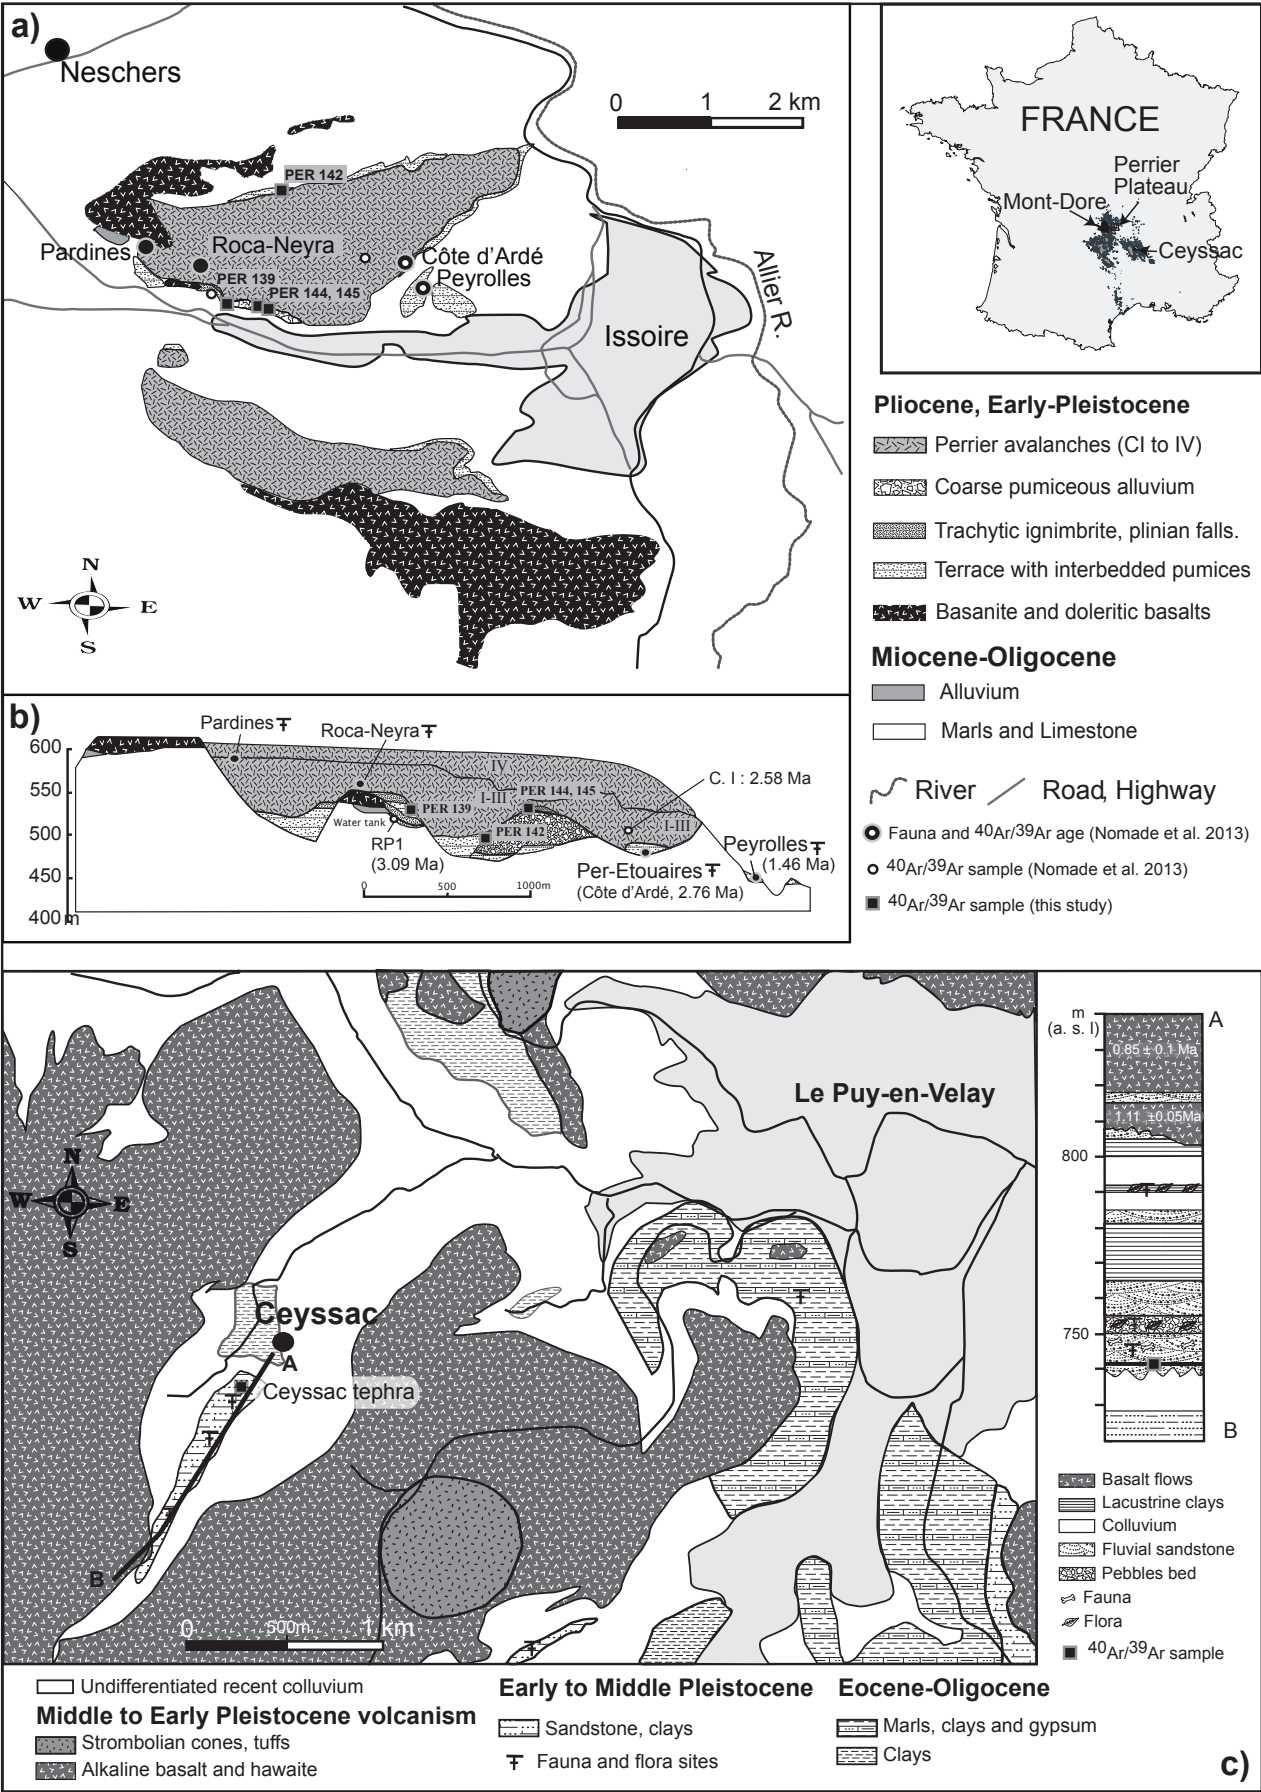 a)
Neschers
0 1 2 km
PER 142
Pardines
Roca-Neyra
Côte d'Ardé
Peyrolles
PER 139
PER 144, 145
Issoire
Allier R.
N
W E
S
FRANCE
Perrier
Plateau
Mont-Dore
Ceyssac
Pliocene, Early-Pleistocene
Perrier avalanches (CI to IV)
Coarse pumiceous alluvium
Trachytic ignimbrite, plinian falls.
Terrace with interbedded pumices
Basanite and doleritic basalts
Miocene-Oligocene
Alluvium
Marls and Limestone
River Road, Highway
Fauna and 40Ar/39Ar age (Nomade et al. 2013)
40Ar/39Ar sample (Nomade et al. 2013)
40Ar/39Ar sample (this study)
b)
600
550
500
450
400 m
Pardines
Roca-Neyra
IV
C. I : 2.58 Ma
I-III
PER 144, 145
PER 139
I-III
Water tank
PER 142
RP1
(3.09 Ma)
Peyrolles
(1.46 Ma)
Per-Etouaires
(Côte d'Ardé, 2.76 Ma)
0 500 1000m
Le Puy-en-Velay
N
W E
S
Ceyssac
A
Ceyssac tephra
B
0 500m 1 km
m
(a. s. l)
A
0.85 ± 0.1 Ma
1.11 ±0.05Ma
800
750
B
Basalt flows
Lacustrine clays
Colluvium
Fluvial sandstone
Pebbles bed
Fauna
Flora
40Ar/39Ar sample
Undifferentiated recent colluvium
Middle to Early Pleistocene volcanism
Strombolian cones, tuffs
Alkaline basalt and hawaite
Early to Middle Pleistocene
Sandstone, clays
Fauna and flora sites
Eocene-Oligocene
Marls, clays and gypsum
Clays
c)